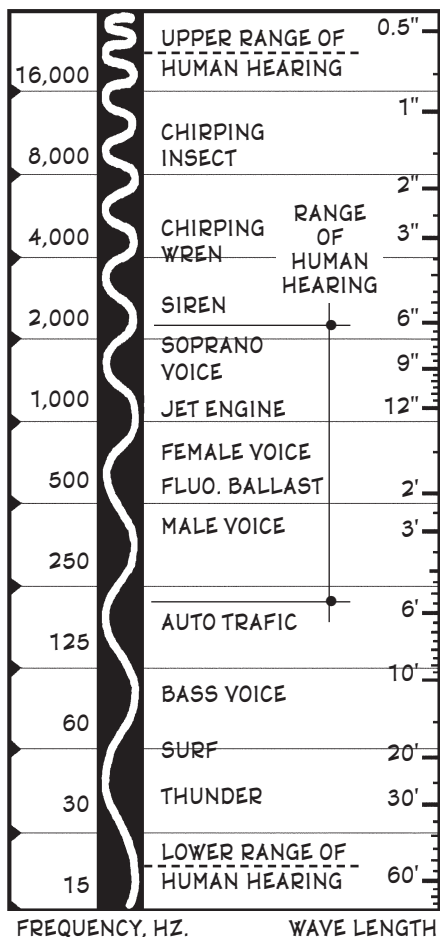 UPPER RANGE OF
HUMAN HEARING
CHIRPING
INSECT
CHIRPING
WREN
SIREN
SOPRANO
VOICE
JET ENGINE
FEMALE VOICE
FLUO. BALLAST
MALE VOICE
AUTO TRAFIC
BASS VOICE
SURF
THUNDER
LOWER RANGE OF
HUMAN HEARING
RANGE
OF
HUMAN
HEARING
16,000
8,000
4,000
2,000
1,000
500
250
125
60
30
15
FREQUENCY, HZ.
0.5"
1"
2"
3"
6"
9"
12"
2'
3'
6'
10'
20'
30'
60'
WAVE LENGTH